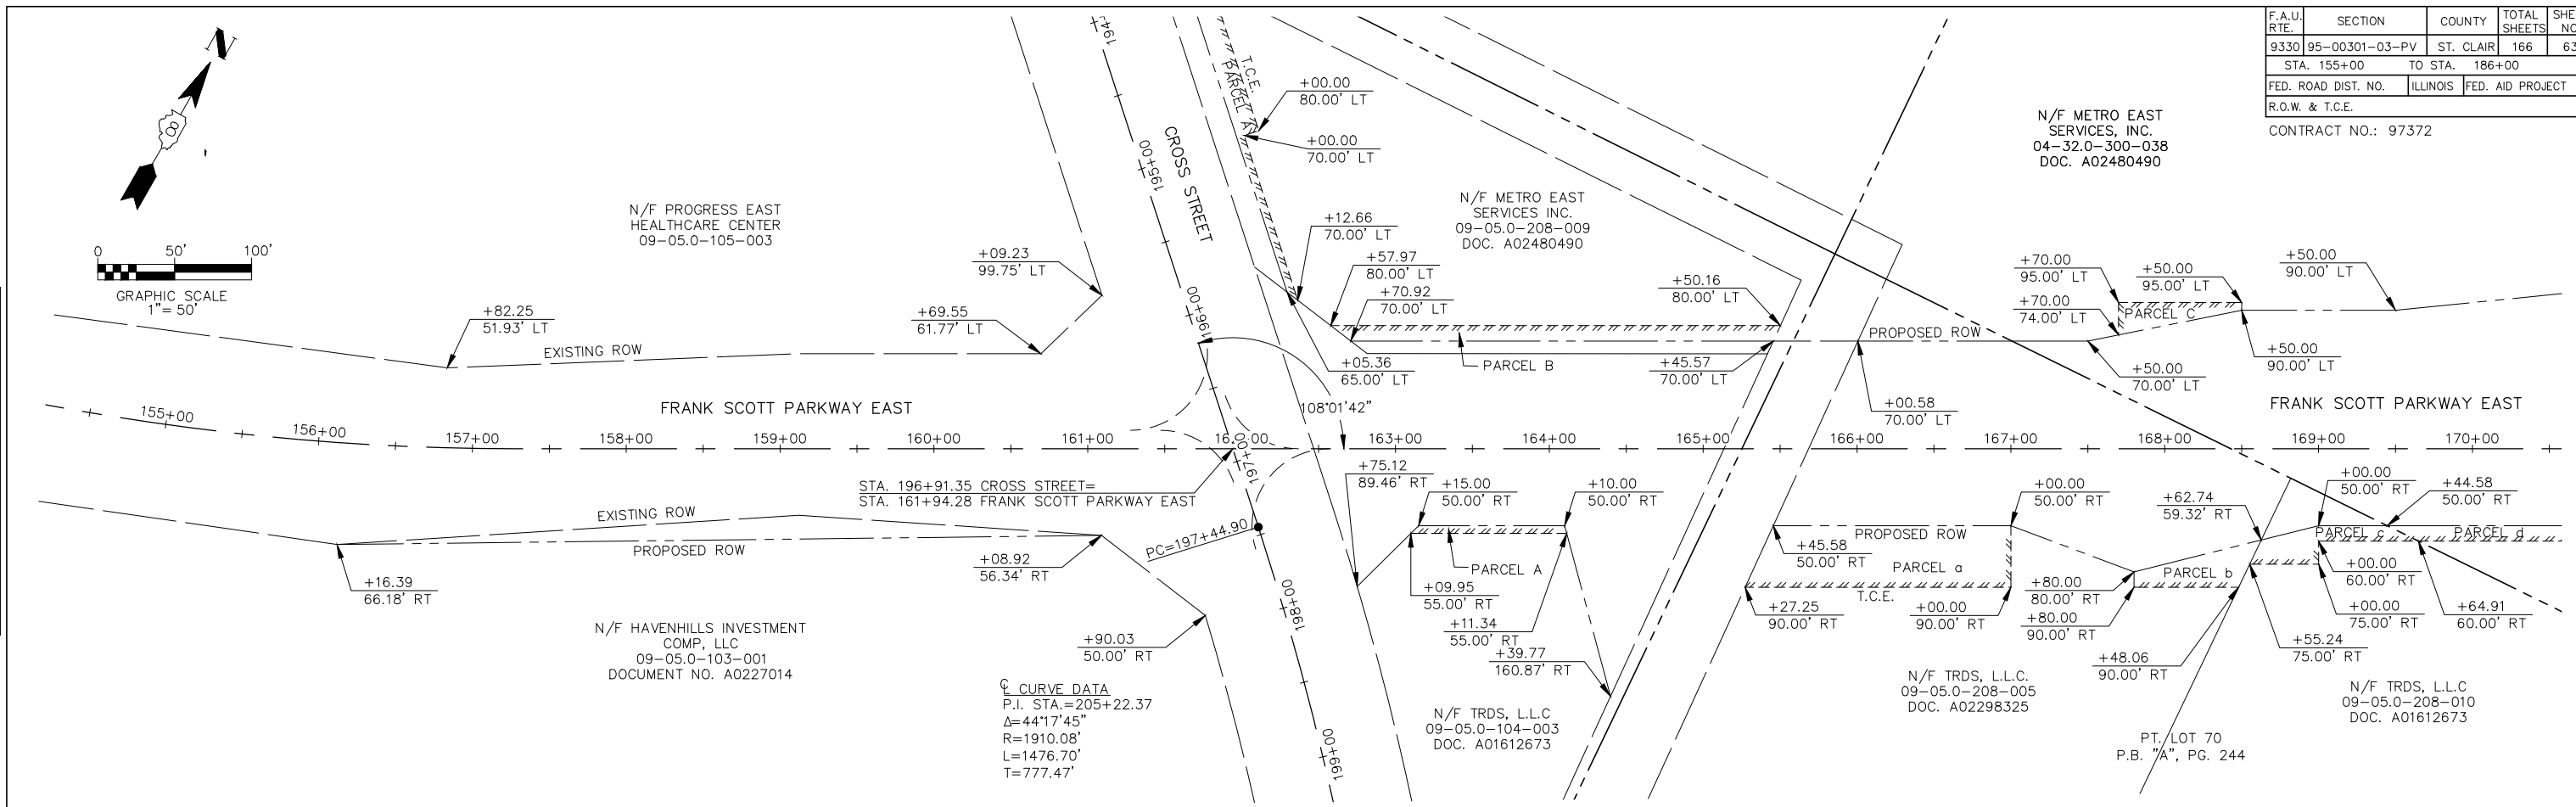 F.A.U. RTE. SECTION COUNTY TOTAL SHEETS SHE NO
9330 95-00301-03-PV ST. CLAIR 166 63
STA. 155+00 TO STA. 186+00
FED. ROAD DIST. NO. ILLINOIS FED. AID PROJECT
R.O.W. & T.C.E.
CONTRACT NO.: 97372
N
0 50' 100'
GRAPHIC SCALE
1"= 50'
N/F PROGRESS EAST
HEALTHCARE CENTER
09-05.0-105-003
+82.25
51.93' LT
EXISTING ROW
+69.55
61.77' LT
+09.23
99.75' LT
195+00
CROSS STREET
196+00
T.C.E.
PARCEL A
+00.00
80.00' LT
+00.00
70.00' LT
+12.66
70.00' LT
+57.97
80.00' LT
+70.92
70.00' LT
+05.36
65.00' LT
N/F METRO EAST
SERVICES INC.
09-05.0-208-009
DOC. A02480490
PARCEL B
+50.16
80.00' LT
+45.57
70.00' LT
PROPOSED ROW
+00.58
70.00' LT
N/F METRO EAST
SERVICES, INC.
04-32.0-300-038
DOC. A02480490
+70.00
95.00' LT
+70.00
74.00' LT
+50.00
95.00' LT
PARCEL C
+50.00
90.00' LT
+50.00
70.00' LT
+50.00
90.00' LT
108°01'42"
FRANK SCOTT PARKWAY EAST
FRANK SCOTT PARKWAY EAST
155+00 156+00 157+00 158+00 159+00 160+00 161+00 162+00 163+00 164+00 165+00 166+00 167+00 168+00 169+00 170+00
197+00
STA. 196+91.35 CROSS STREET=
STA. 161+94.28 FRANK SCOTT PARKWAY EAST
EXISTING ROW
PROPOSED ROW
+16.39
66.18' RT
+08.92
56.34' RT
PC=197+44.90
+90.03
50.00' RT
198+00
199+00
N/F HAVENHILLS INVESTMENT
COMP, LLC
09-05.0-103-001
DOCUMENT NO. A0227014
℄ CURVE DATA
P.I. STA.=205+22.37
Δ=44°17'45"
R=1910.08'
L=1476.70'
T=777.47'
+75.12
89.46' RT
+15.00
50.00' RT
+10.00
50.00' RT
PARCEL A
+09.95
55.00' RT
+11.34
55.00' RT
+39.77
160.87' RT
N/F TRDS, L.L.C
09-05.0-104-003
DOC. A01612673
PROPOSED ROW
+45.58
50.00' RT
PARCEL a
T.C.E.
+27.25
90.00' RT
+00.00
50.00' RT
+00.00
90.00' RT
+80.00
80.00' RT
+80.00
90.00' RT
PARCEL b
+62.74
59.32' RT
+48.06
90.00' RT
+00.00
50.00' RT
+44.58
50.00' RT
PARCEL c
PARCEL d
+00.00
60.00' RT
+00.00
75.00' RT
+64.91
60.00' RT
+55.24
75.00' RT
N/F TRDS, L.L.C.
09-05.0-208-005
DOC. A02298325
N/F TRDS, L.L.C
09-05.0-208-010
DOC. A01612673
PT. LOT 70
P.B. "A", PG. 244